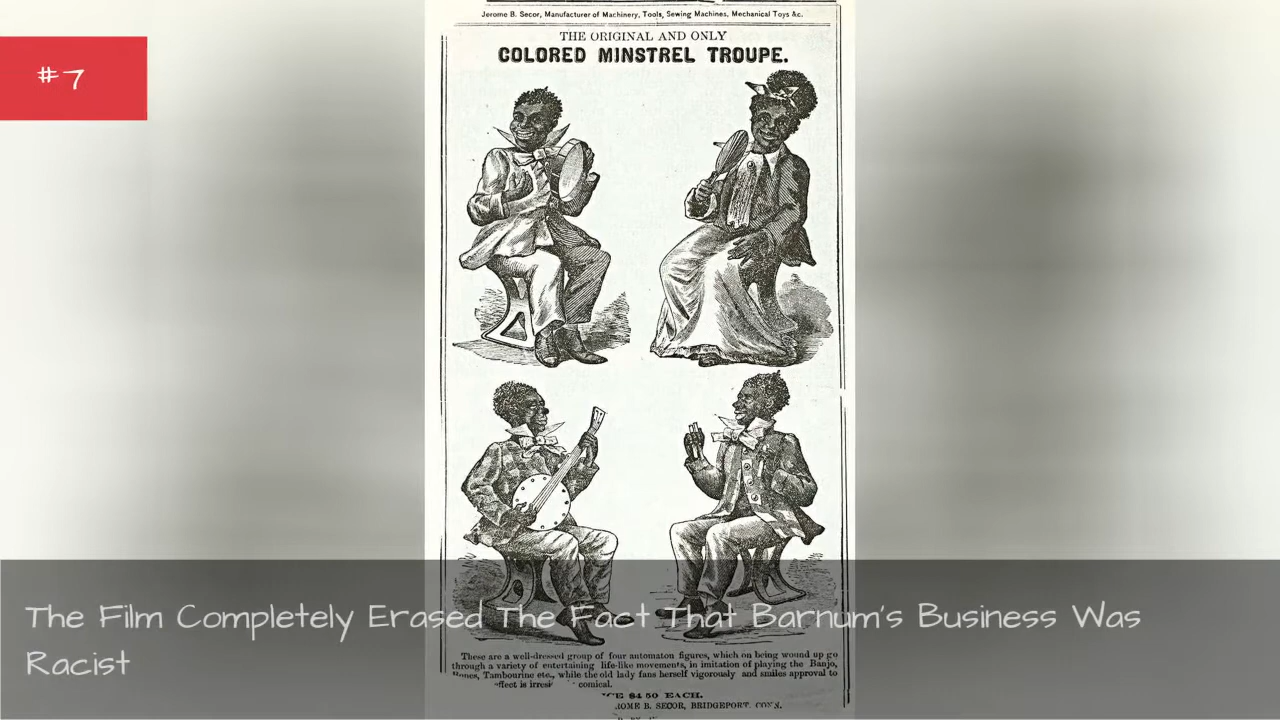 Jerome B. Secor, Manufacturer of Machinery, Tools, Sewing Machines, Mechanical Toys &c.
THE ORIGINAL AND ONLY
COLORED MINSTREL TROUPE.
#7
The Film Completely Erased The Fact That Barnum's Business Was
Racist
These are a well-dressed group of four automaton figures, which on being wound up go
through a variety of entertaining life-like movements, in imitation of playing the Banjo,
Bones, Tambourine etc., while the old lady fans herself vigorously and smiles approval to
effect is comical.
$4 50 EACH.
JEROME B. SECOR, BRIDGEPORT, CONN.